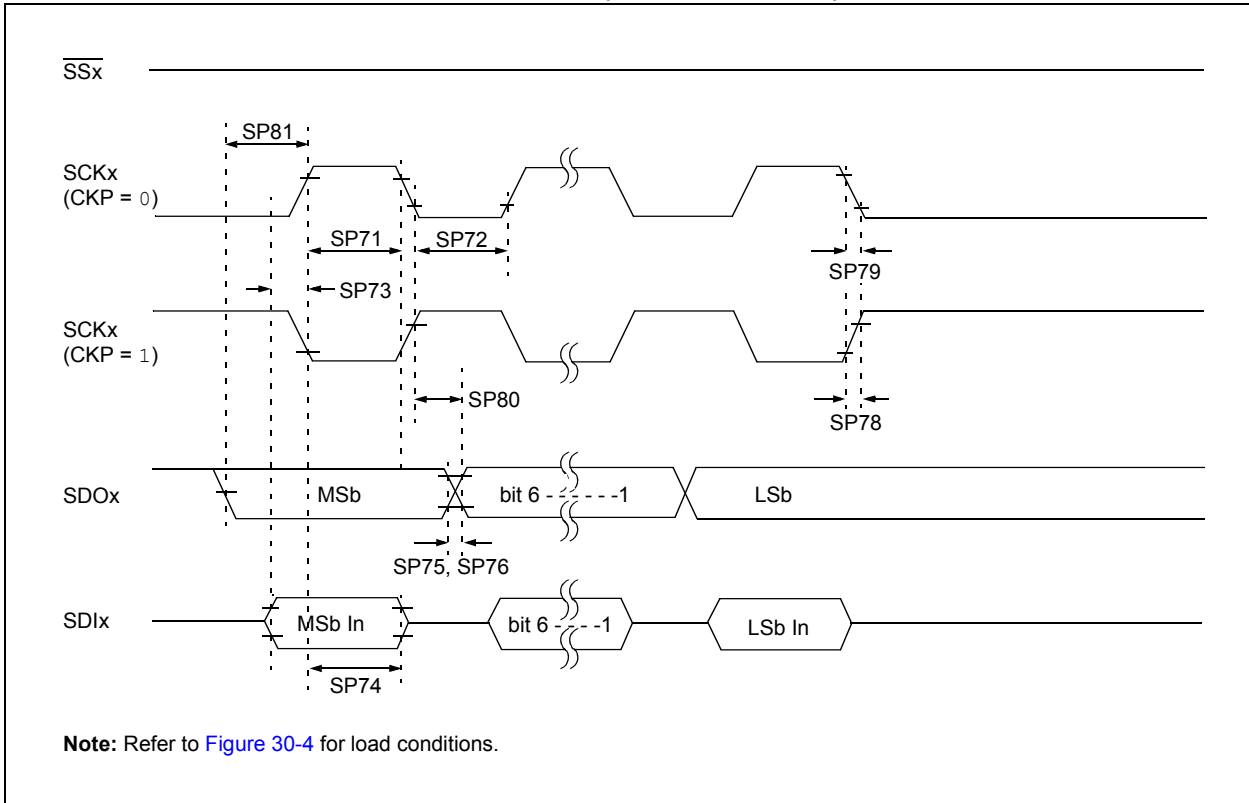 SSx
SP81
SCKx
(CKP = 0)
SP71
SP72
SP79
SP73
SCKx
(CKP = 1)
SP80
SP78
SDOx
MSb
bit 6 - - - - - -1
LSb
SP75, SP76
SDIx
MSb In
bit 6 - - - -1
LSb In
SP74
Note: Refer to Figure 30-4 for load conditions.